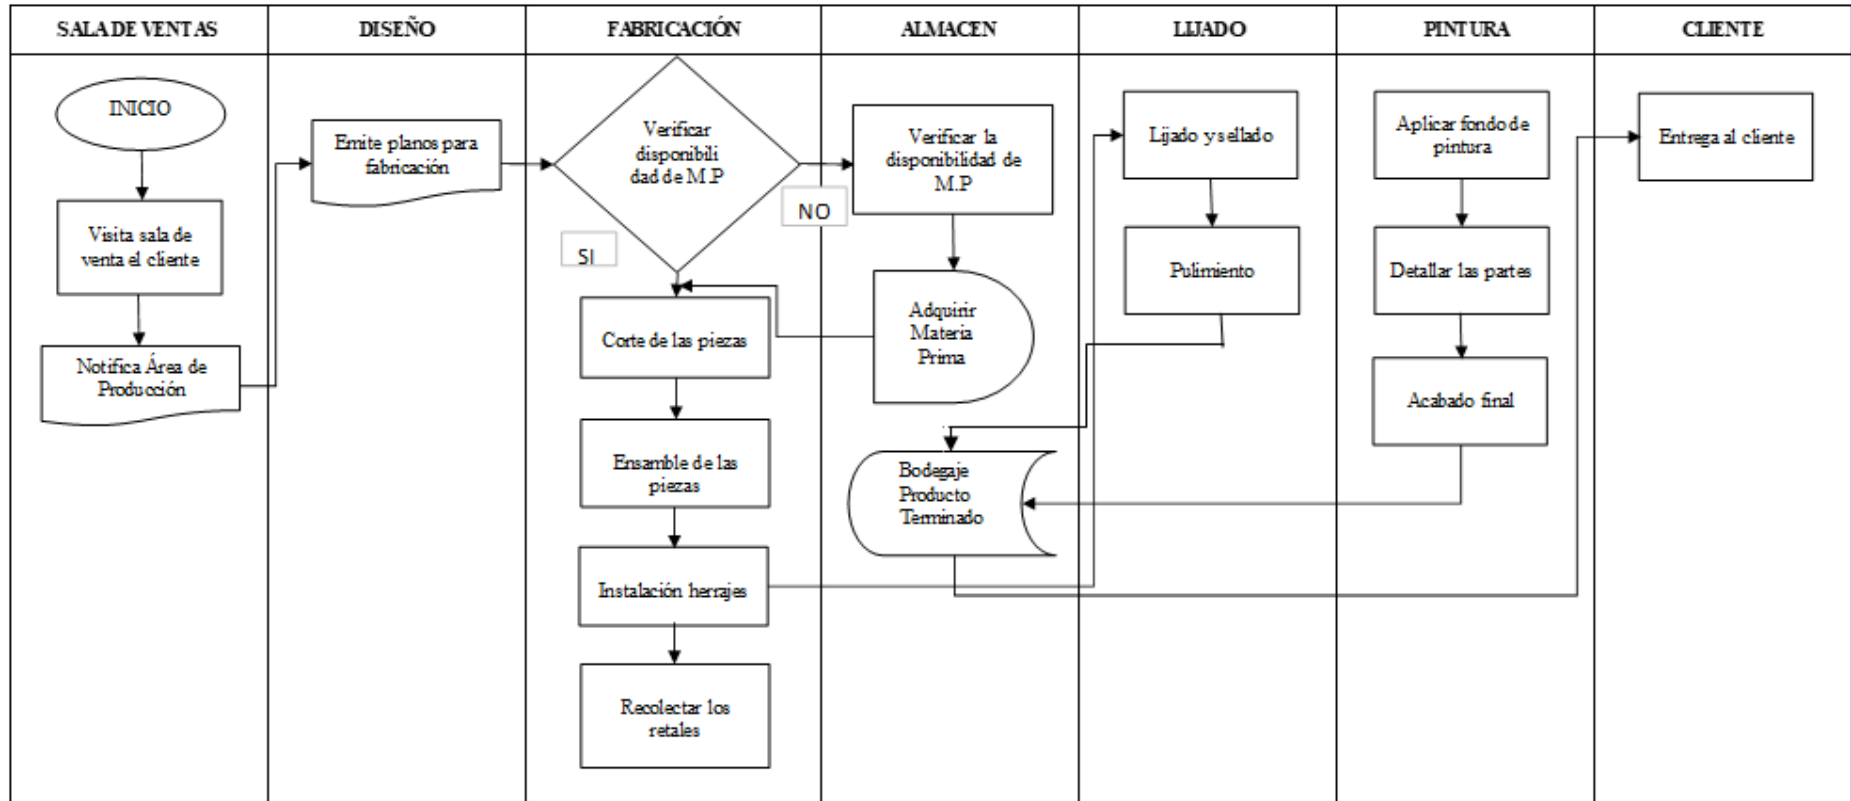 SALA DE VENTAS
DISEÑO
FABRICACIÓN
ALMACEN
LIJADO
PINTURA
CLIENTE
INICIO
Visita sala de
venta el cliente
Notifica Área de
Producción
Emite planos para
fabricación
Verificar
disponibili
dad de M.P
SI
NO
Corte de las piezas
Ensamble de las
piezas
Instalación herrajes
Recolectar los
retales
Verificar la
disponibilidad de
M.P
Adquirir
Materia
Prima
Bodegaje
Producto
Terminado
Lijado y sellado
Pulimiento
Aplicar fondo de
pintura
Detallar las partes
Acabado final
Entrega al cliente